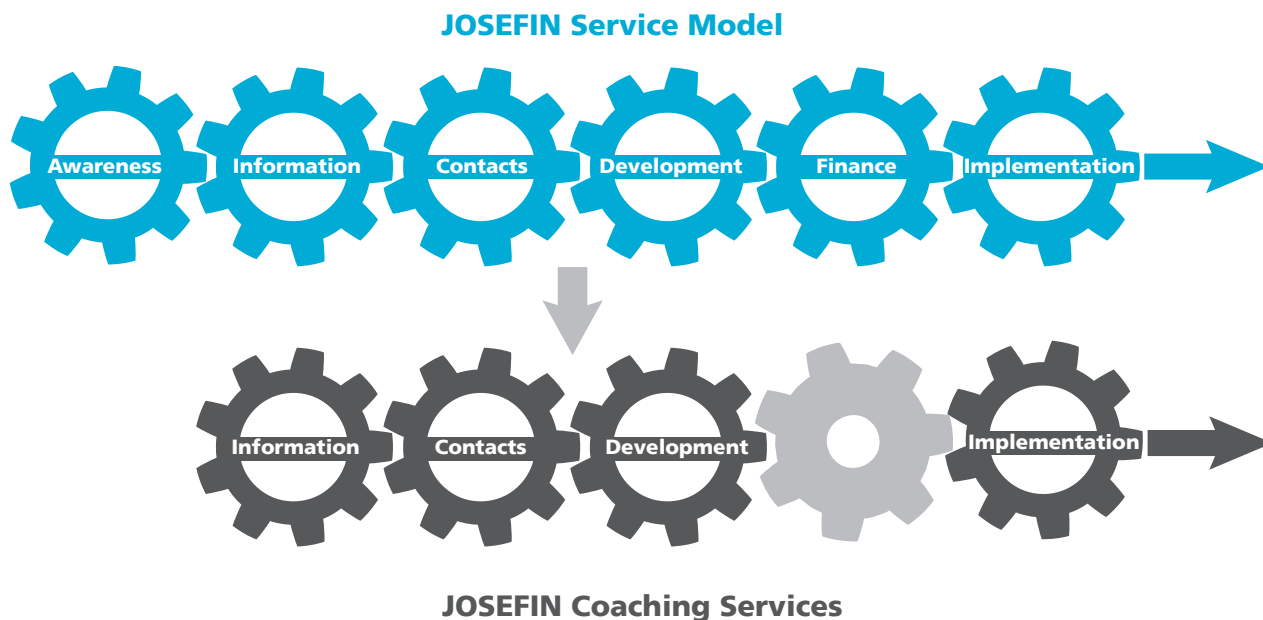 JOSEFIN Service Model
Awareness Information Contacts Development Finance Implementation
Information Contacts Development Implementation
JOSEFIN Coaching Services